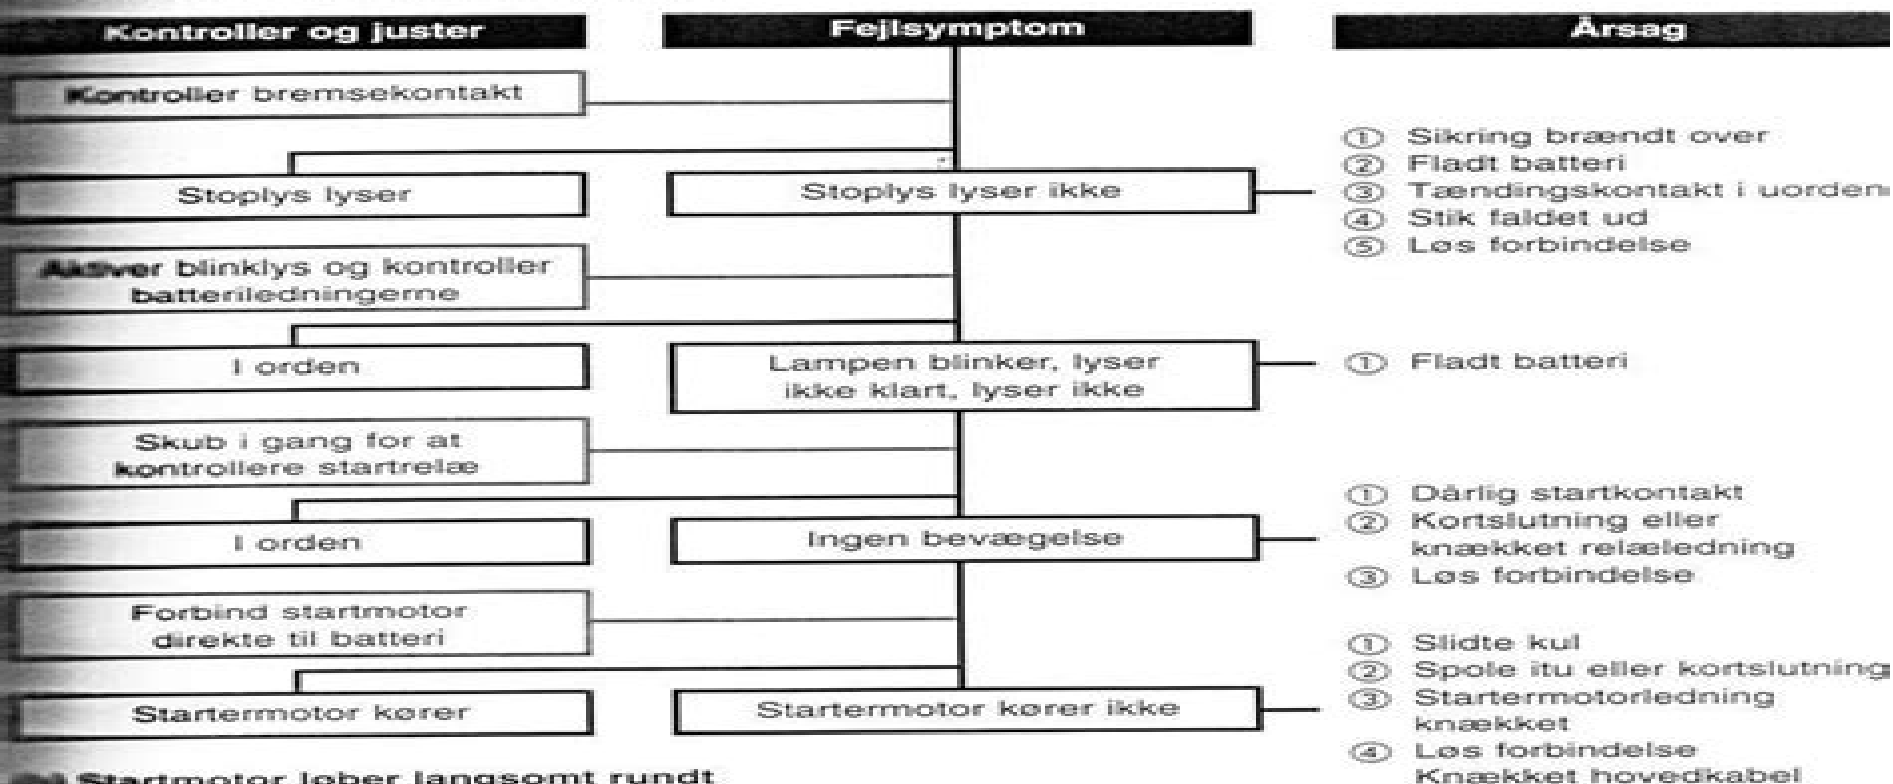 Kontroller og juster
Fejlsymptom
Årsag
Kontroller bremsekontakt
Stoplys lyser
Stoplys lyser ikke
① Sikring brændt over
② Fladt batteri
③ Tændingskontakt i uorden
④ Stik faldet ud
⑤ Løs forbindelse
Aktiver blinklys og kontroller
batteriledningerne
I orden
Lampen blinker, lyser
ikke klart, lyser ikke
① Fladt batteri
Skub i gang for at
kontrollere startrelæ
I orden
Ingen bevægelse
① Dårlig startkontakt
② Kortslutning eller
knækket relæledning
③ Løs forbindelse
Forbind startmotor
direkte til batteri
Startermotor kører
Startermotor kører ikke
① Slidte kul
② Spole itu eller kortslutning
③ Startermotorledning
knækket
④ Løs forbindelse
Knækket hovedkabel
Startmotor løber langsomt rundt